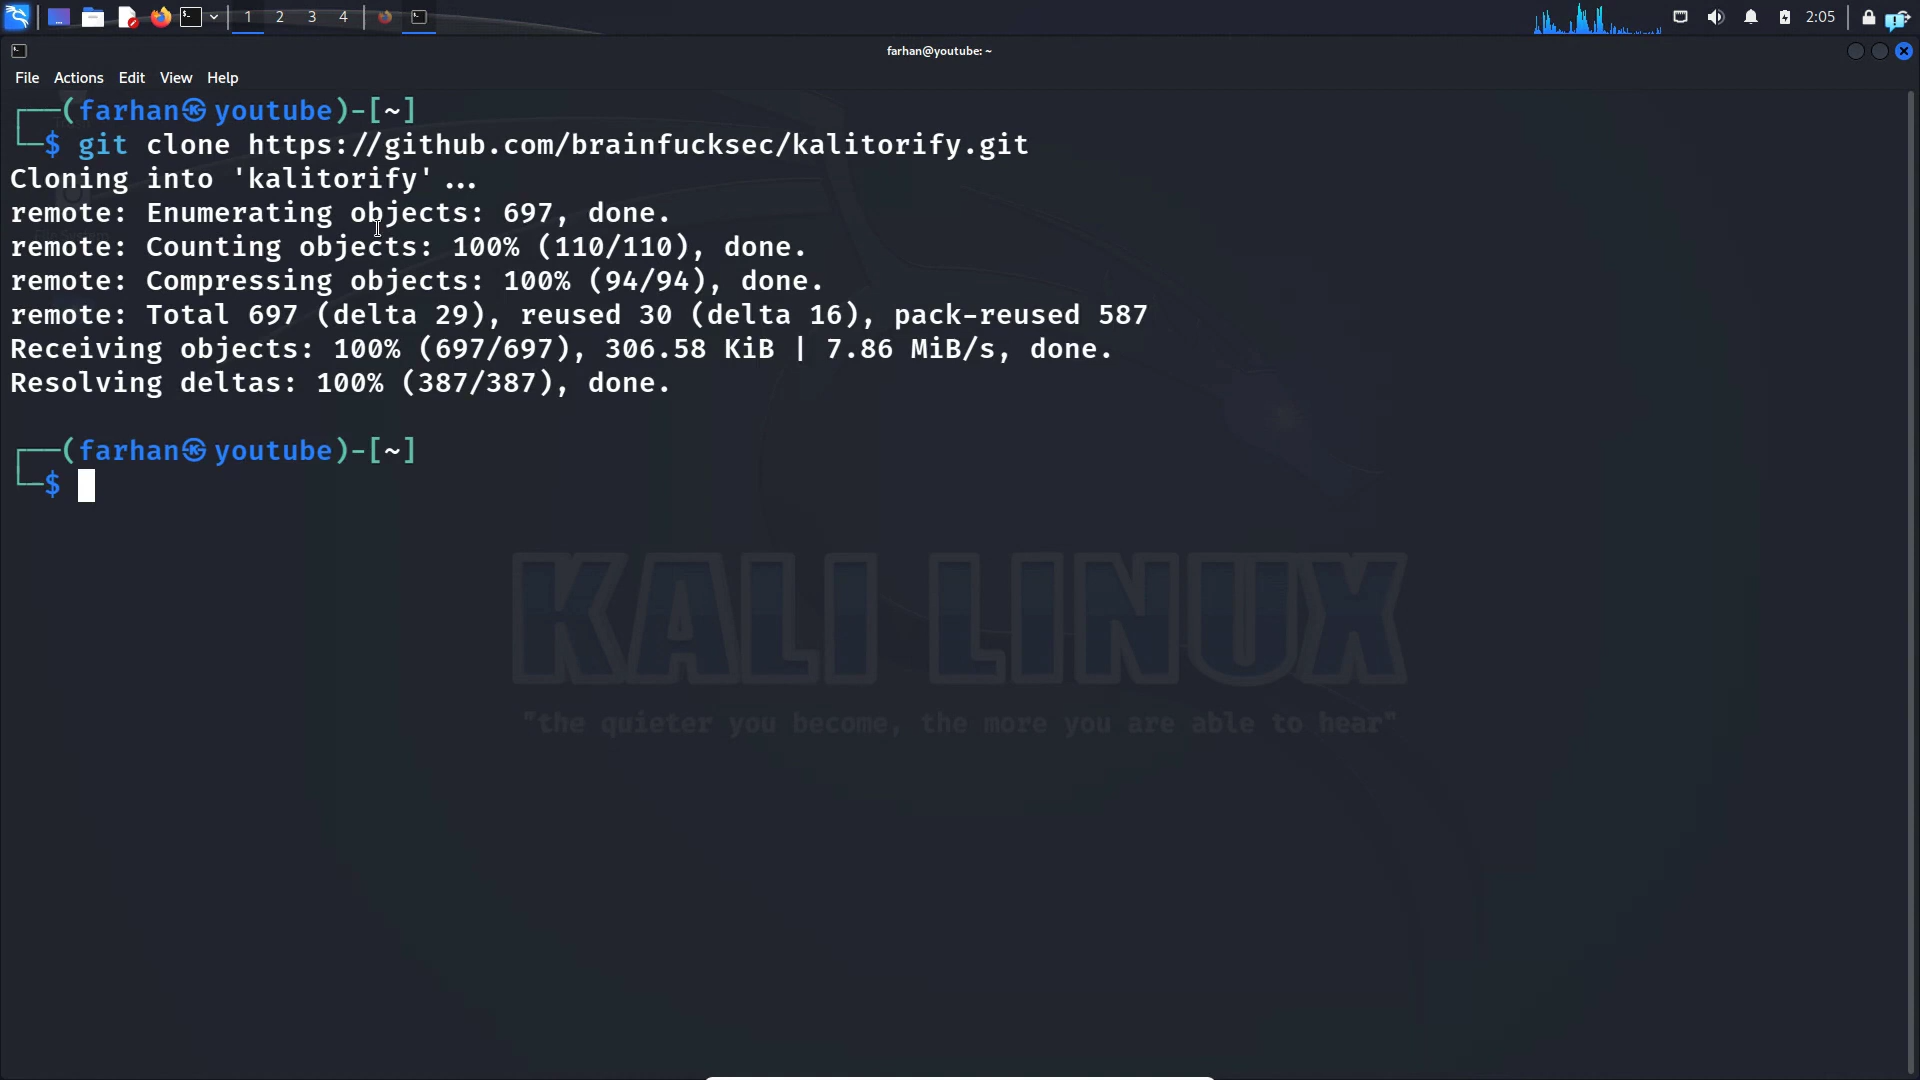 1 2 3 4 2:05
farhan@youtube: ~
File Actions Edit View Help
┌──(farhan㉿youtube)-[~]
└─$ git clone https://github.com/brainfucksec/kalitorify.git
Cloning into 'kalitorify'...
remote: Enumerating objects: 697, done.
remote: Counting objects: 100% (110/110), done.
remote: Compressing objects: 100% (94/94), done.
remote: Total 697 (delta 29), reused 30 (delta 16), pack-reused 587
Receiving objects: 100% (697/697), 306.58 KiB | 7.86 MiB/s, done.
Resolving deltas: 100% (387/387), done.
┌──(farhan㉿youtube)-[~]
└─$
KALI LINUX
"the quieter you become, the more you are able to hear"